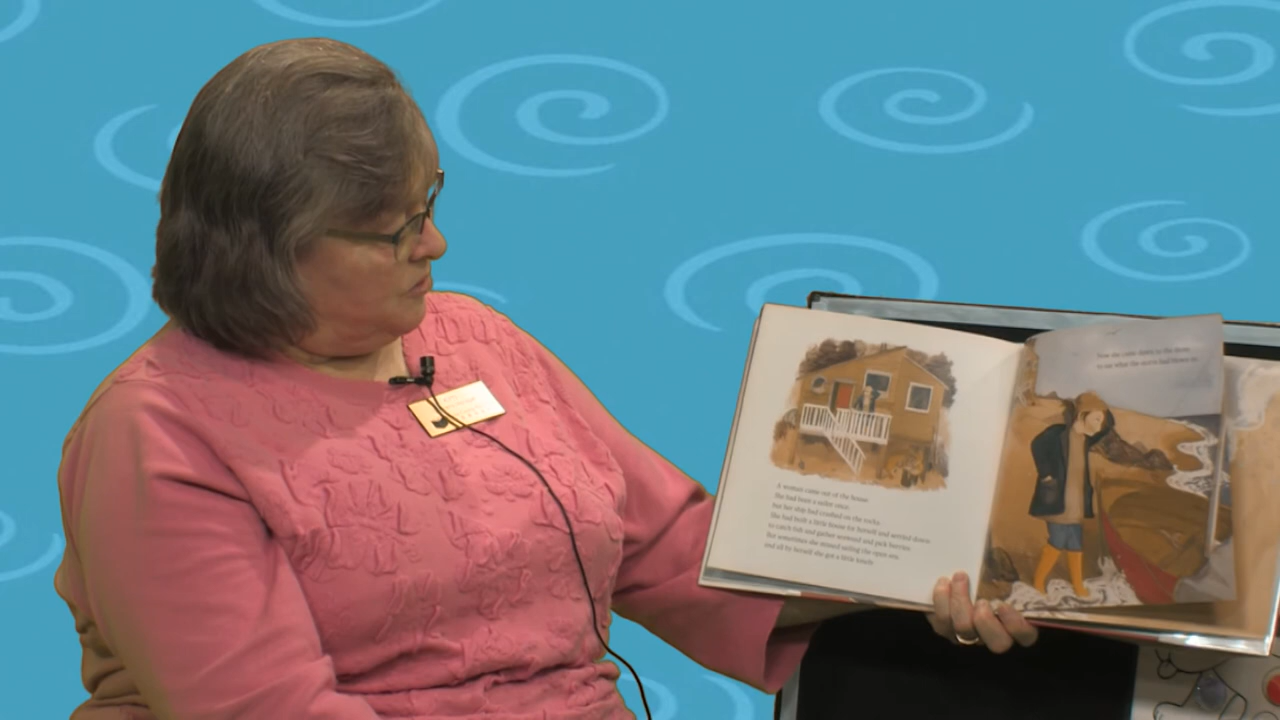 A woman came out of the house.
She had been a sailor once,
but her ship had crashed on the rocks.
She had built a little house for herself and settled down
to catch fish and gather seaweed and pick berries.
But sometimes she missed sailing the open sea,
and all by herself she got a little lonely.
Now she came down to the shore
to see what the storm had blown in.